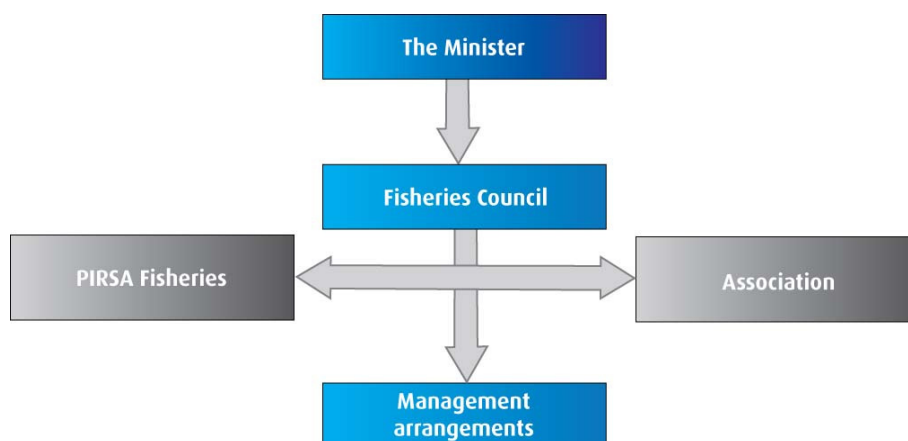 The Minister
Fisheries Council
PIRSA Fisheries
Association
Management
arrangements